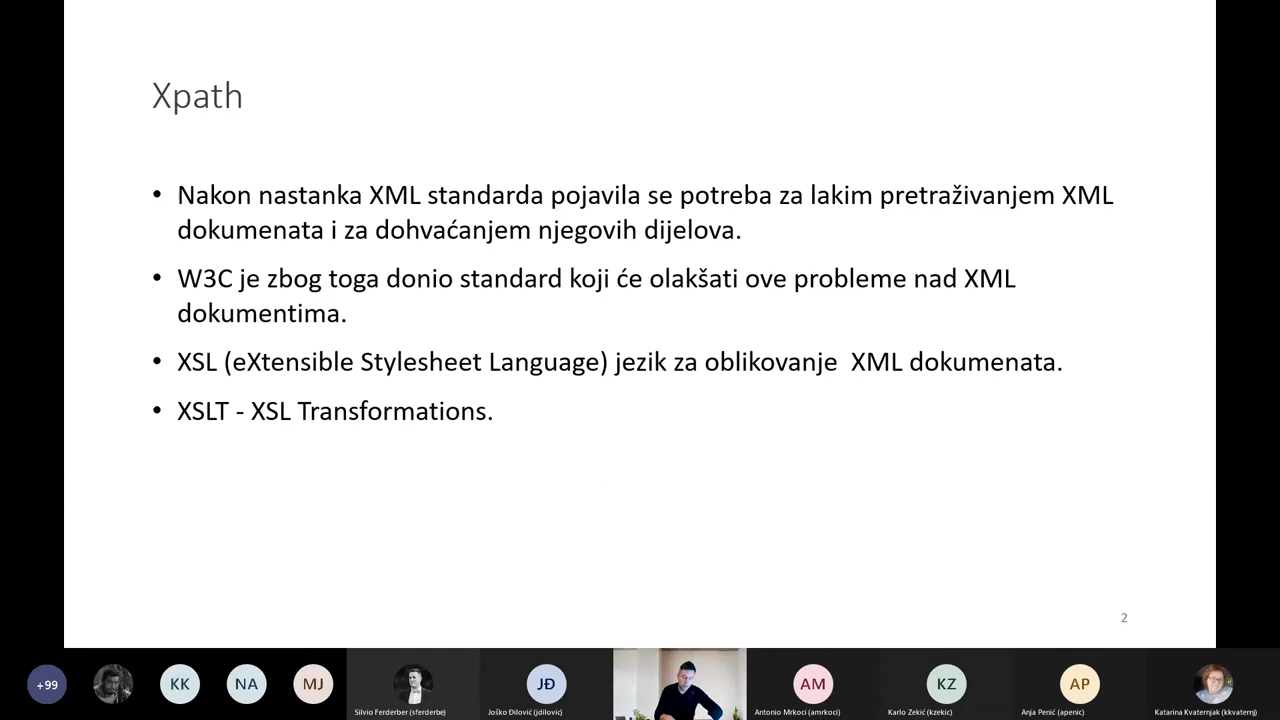 Xpath
• Nakon nastanka XML standarda pojavila se potreba za lakim pretraživanjem XML
dokumenata i za dohvaćanjem njegovih dijelova.
• W3C je zbog toga donio standard koji će olakšati ove probleme nad XML
dokumentima.
• XSL (eXtensible Stylesheet Language) jezik za oblikovanje  XML dokumenata.
• XSLT - XSL Transformations.
2
+99
KK
NA
MJ
Silvio Ferderber (sferderbe)
JĐ
Joško Đilović (jdilovic)
AM
Antonio Mrkoci (amrkoci)
KZ
Karlo Zekić (kzekic)
AP
Anja Penić (apenic)
Katarina Kvaternjak (kkvaternj)